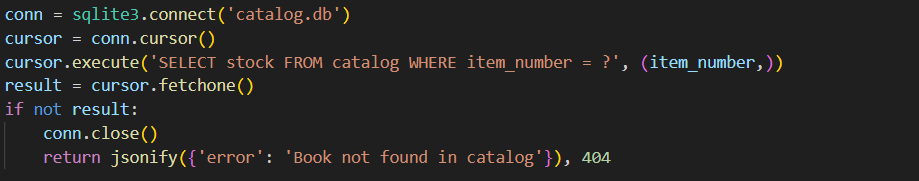 conn = sqlite3.connect('catalog.db')
cursor = conn.cursor()
cursor.execute('SELECT stock FROM catalog WHERE item_number = ?', (item_number,))
result = cursor.fetchone()
if not result:
    conn.close()
    return jsonify({'error': 'Book not found in catalog'}), 404